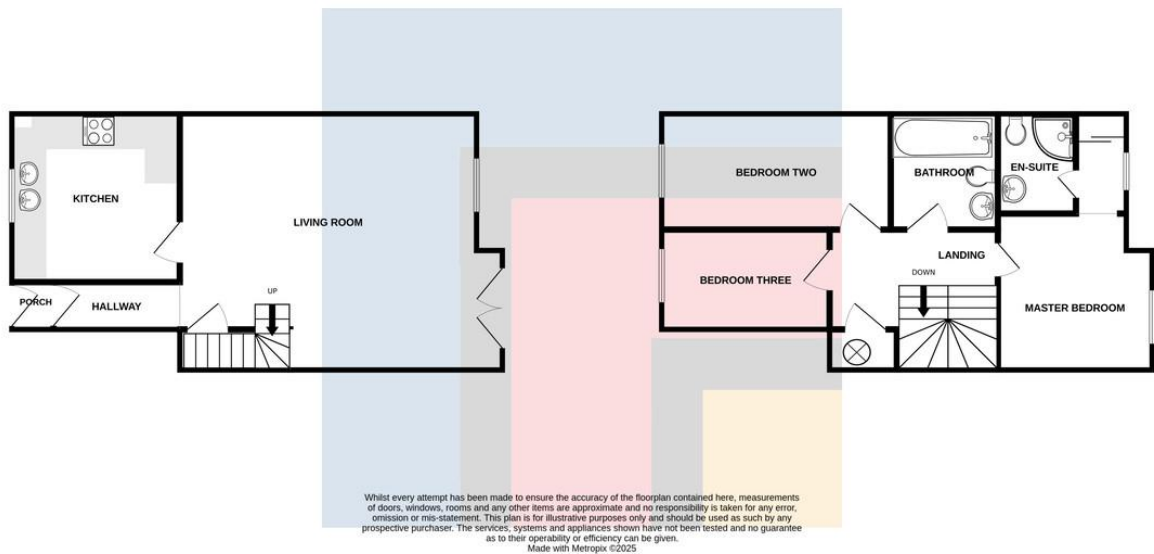 KITCHEN
LIVING ROOM
UP
PORCH
HALLWAY
BEDROOM TWO
BATHROOM
EN-SUITE
BEDROOM THREE
LANDING
DOWN
MASTER BEDROOM
Whilst every attempt has been made to ensure the accuracy of the floorplan contained here, measurements
of doors, windows, rooms and any other items are approximate and no responsibility is taken for any error,
omission or mis-statement. This plan is for illustrative purposes only and should be used as such by any
prospective purchaser. The services, systems and appliances shown have not been tested and no guarantee
as to their operability or efficiency can be given.
Made with Metropix ©2025